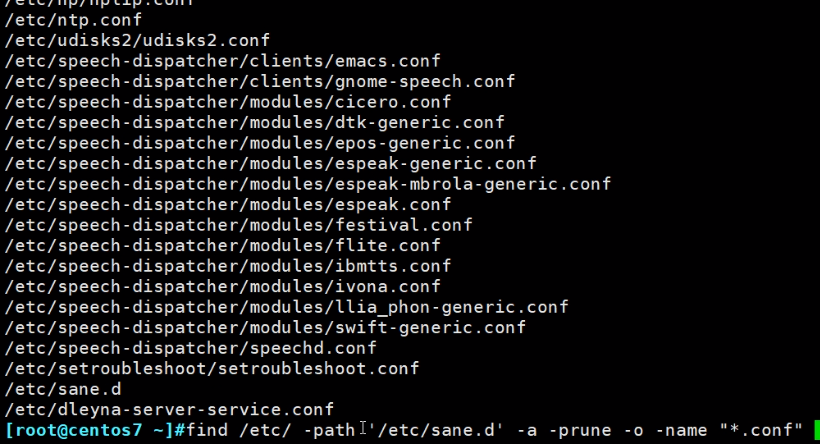 /etc/hp/hplip.conf
/etc/ntp.conf
/etc/udisks2/udisks2.conf
/etc/speech-dispatcher/clients/emacs.conf
/etc/speech-dispatcher/clients/gnome-speech.conf
/etc/speech-dispatcher/modules/cicero.conf
/etc/speech-dispatcher/modules/dtk-generic.conf
/etc/speech-dispatcher/modules/epos-generic.conf
/etc/speech-dispatcher/modules/espeak-generic.conf
/etc/speech-dispatcher/modules/espeak-mbrola-generic.conf
/etc/speech-dispatcher/modules/espeak.conf
/etc/speech-dispatcher/modules/festival.conf
/etc/speech-dispatcher/modules/flite.conf
/etc/speech-dispatcher/modules/ibmtts.conf
/etc/speech-dispatcher/modules/ivona.conf
/etc/speech-dispatcher/modules/llia_phon-generic.conf
/etc/speech-dispatcher/modules/swift-generic.conf
/etc/speech-dispatcher/speechd.conf
/etc/setroubleshoot/setroubleshoot.conf
/etc/sane.d
/etc/dleyna-server-service.conf
[root@centos7 ~]#find /etc/ -path '/etc/sane.d' -a -prune -o -name "*.conf"